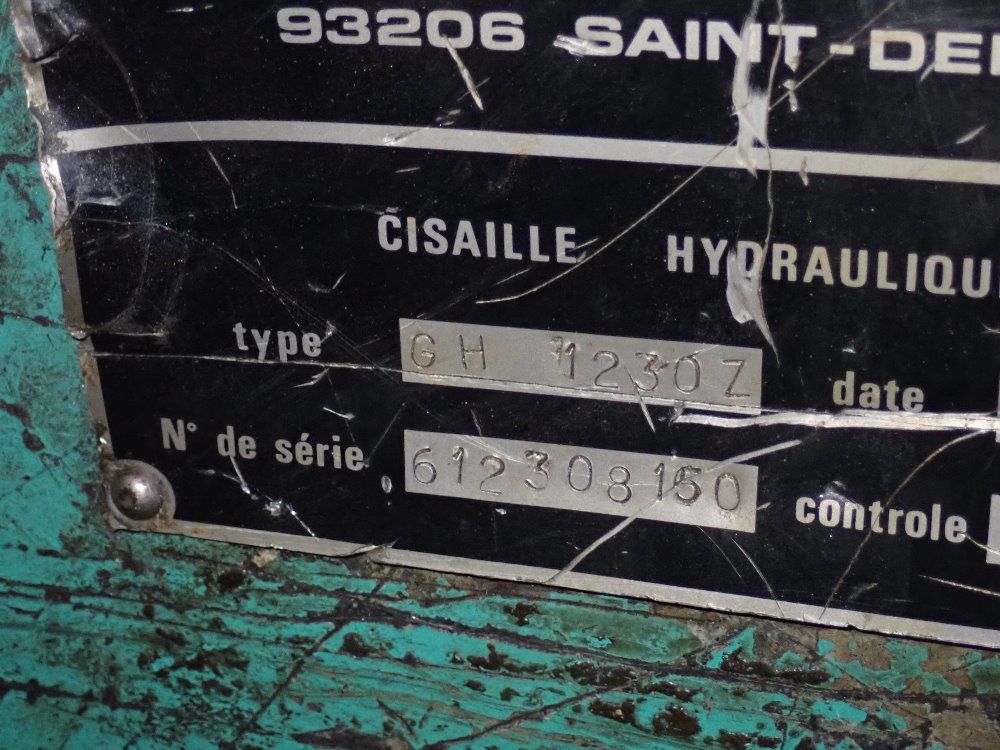 93206 SAINT-DE
CISAILLE HYDRAULIQU
type GH 1230Z date
N° de série 612308150 controle